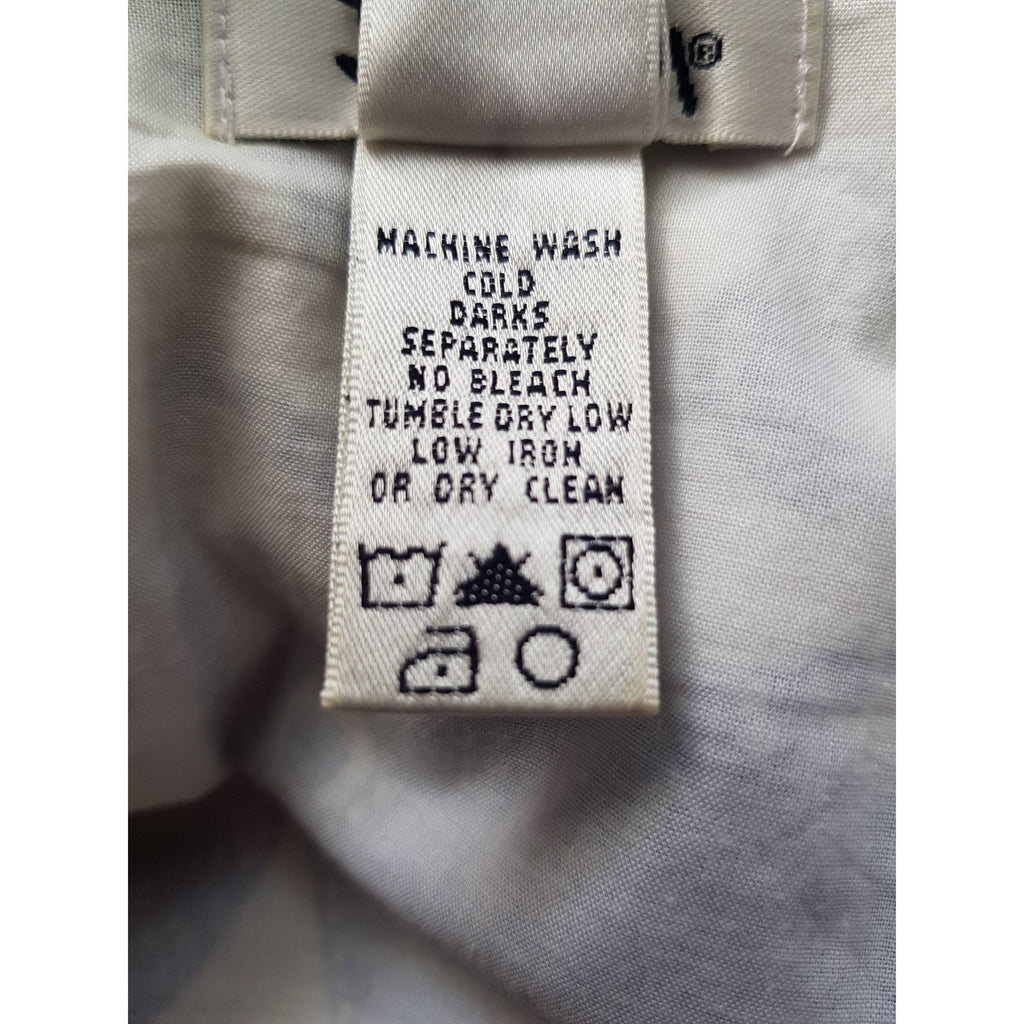 ®
MACHINE WASH
COLD
DARKS
SEPARATELY
NO BLEACH
TUMBLE DRY LOW
LOW IRON
OR DRY CLEAN